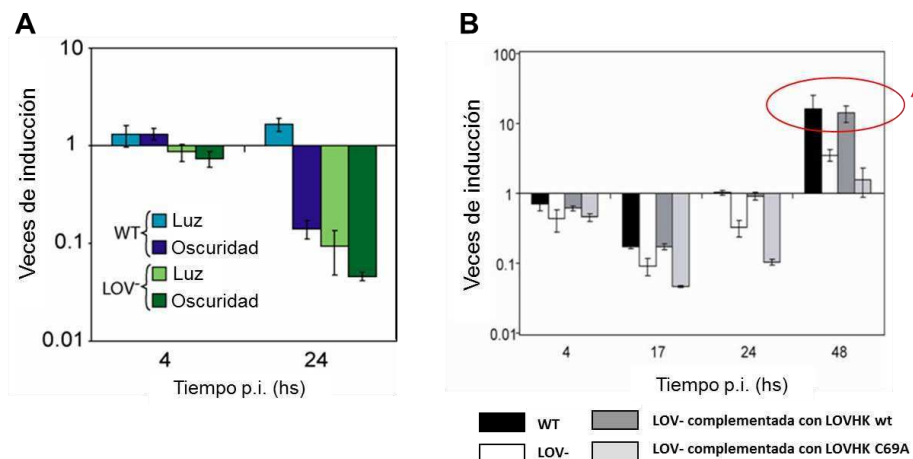 A
Veces de inducción
10
1
0.1
0.01
WT
Luz
Oscuridad
LOV-
Luz
Oscuridad
4
24
Tiempo p.i. (hs)
B
Veces de inducción
100
10
1
0.1
0.01
4
17
24
48
Tiempo p.i. (hs)
WT
LOV- complementada con LOVHK wt
LOV-
LOV- complementada con LOVHK C69A